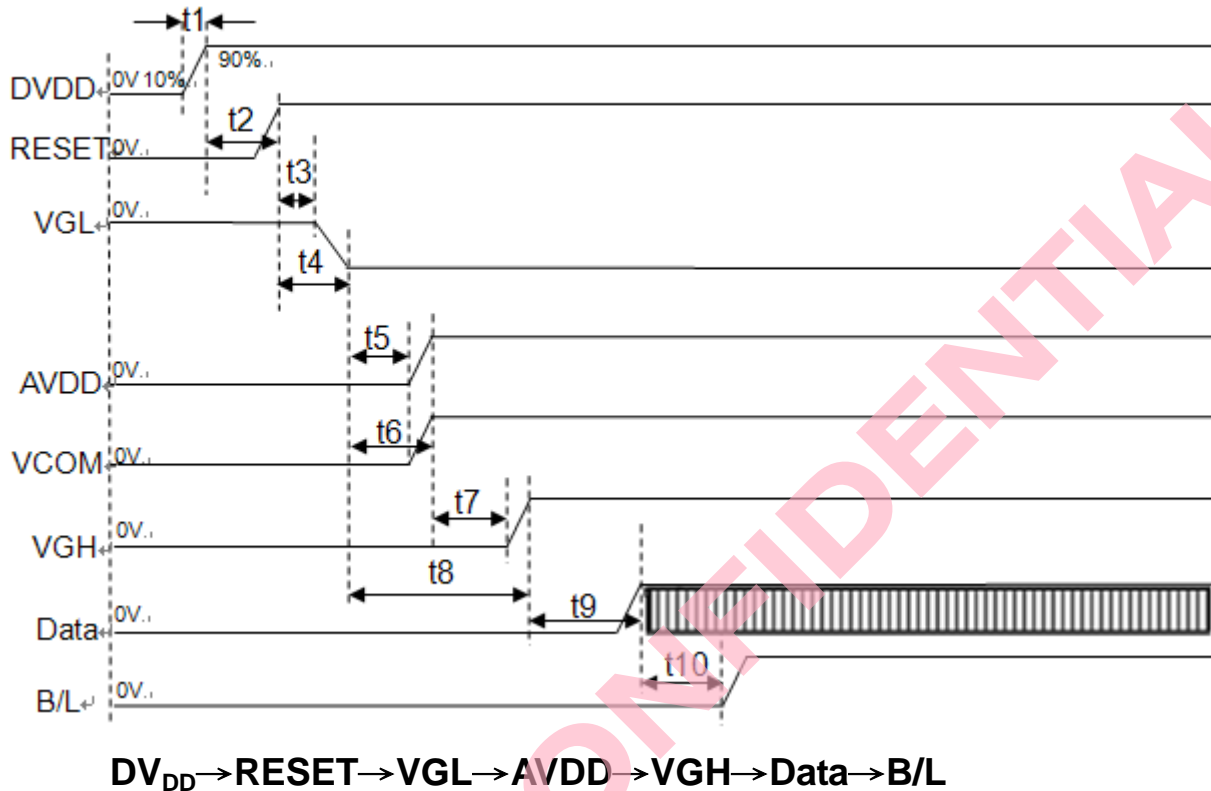 t1
DVDD
0V 10%
90%
t2
RESET
0V
t3
VGL
0V
t4
t5
AVDD
0V
t6
VCOM
0V
t7
VGH
0V
t8
t9
Data
0V
t10
B/L
0V
DVDD→RESET→VGL→AVDD→VGH→Data→B/L
ONFIDENTIAL